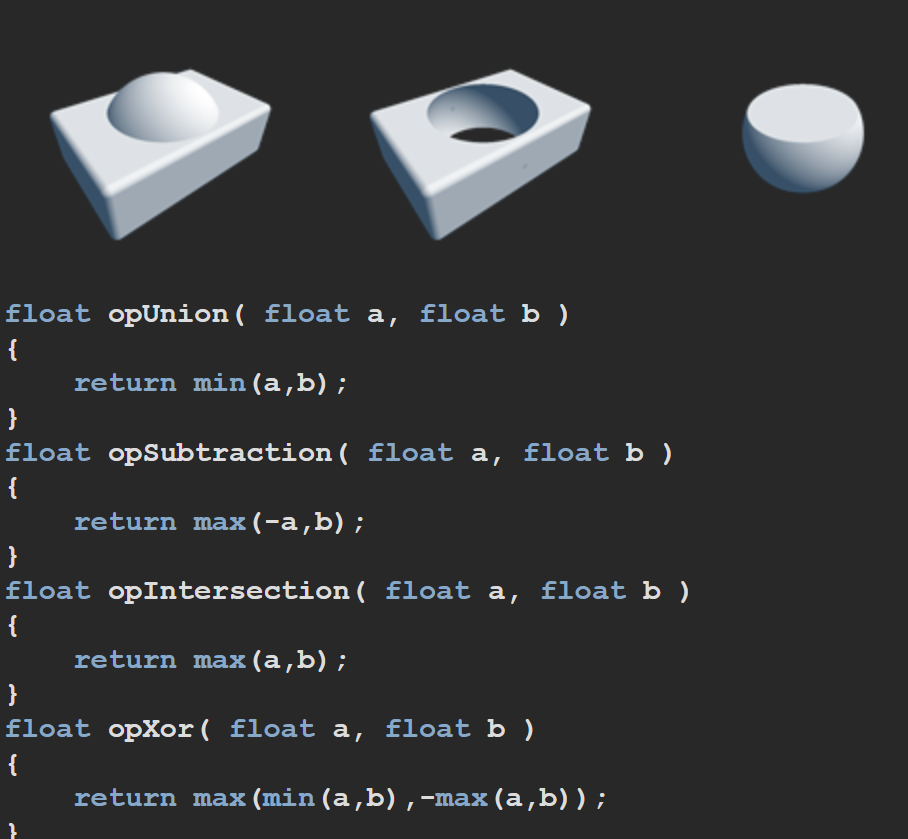 float opUnion( float a, float b )
{
    return min(a,b);
}
float opSubtraction( float a, float b )
{
    return max(-a,b);
}
float opIntersection( float a, float b )
{
    return max(a,b);
}
float opXor( float a, float b )
{
    return max(min(a,b),-max(a,b));
}